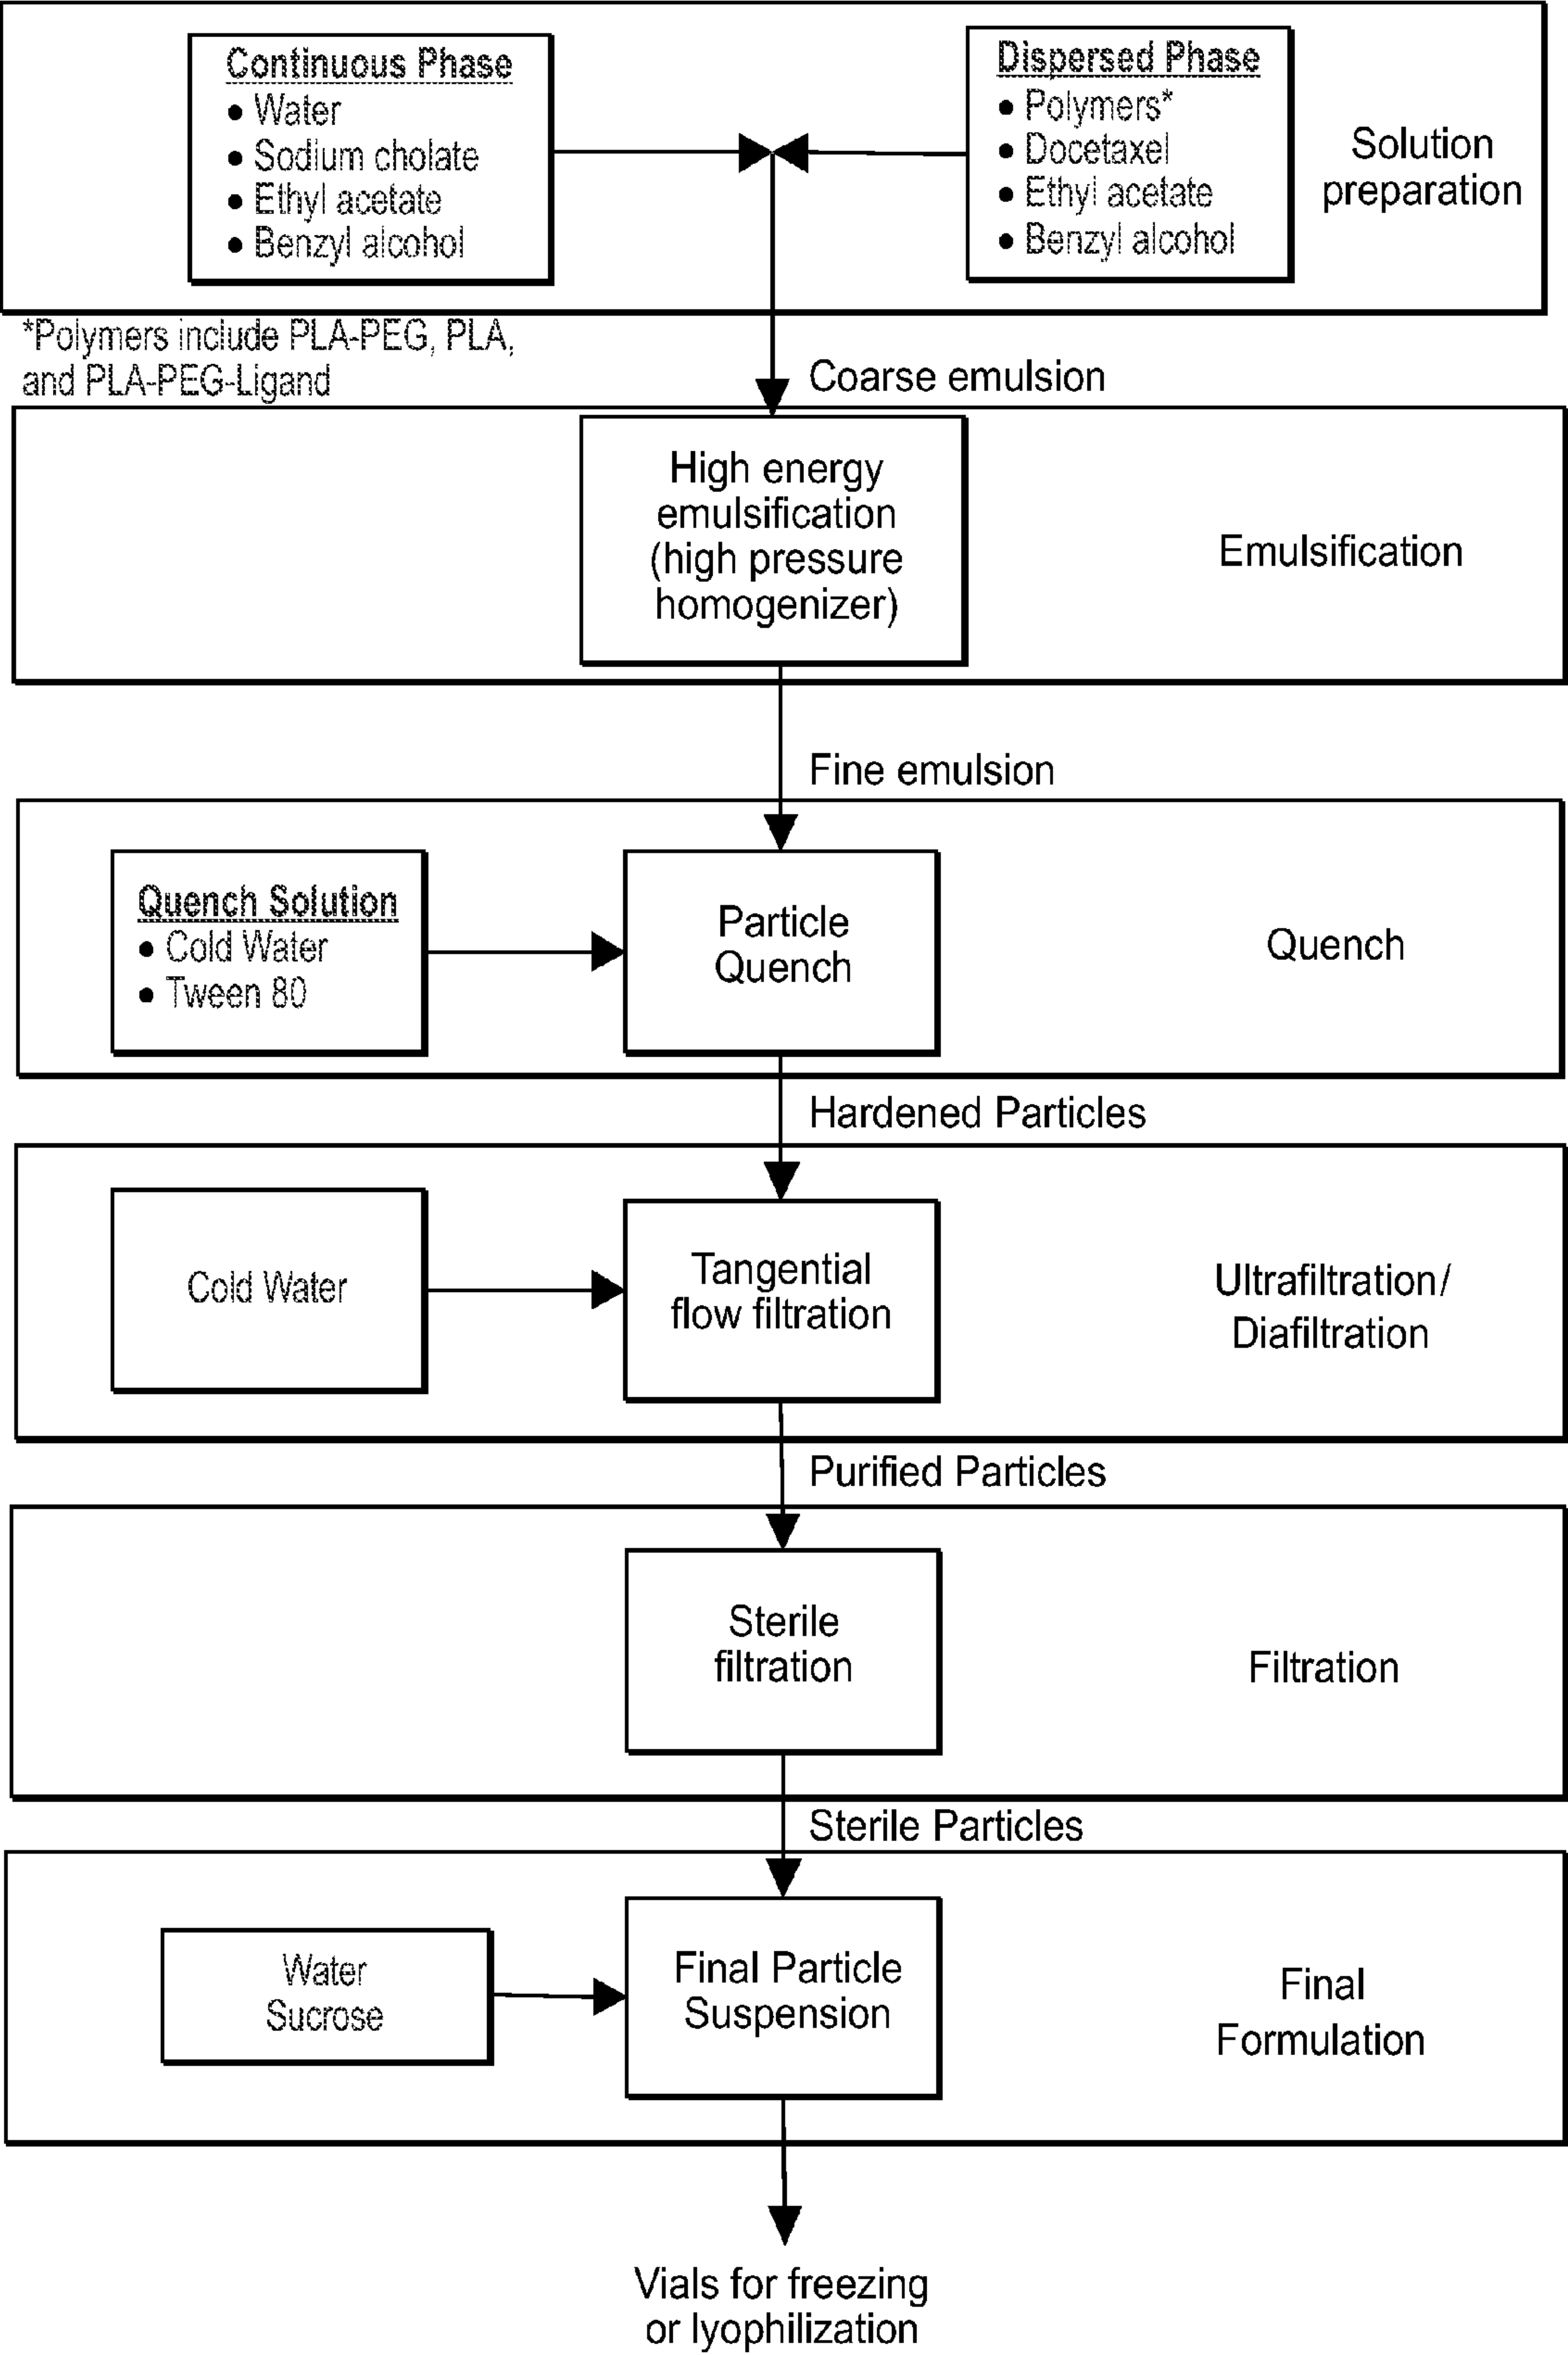 Continuous Phase
• Water
• Sodium cholate
• Ethyl acetate
• Benzyl alcohol
Dispersed Phase
• Polymers*
• Docetaxel
• Ethyl acetate
• Benzyl alcohol
Solution
preparation
*Polymers include PLA-PEG, PLA,
and PLA-PEG-Ligand
Coarse emulsion
High energy
emulsification
(high pressure
homogenizer)
Emulsification
Fine emulsion
Quench Solution
• Cold Water
• Tween 80
Particle
Quench
Quench
Hardened Particles
Cold Water
Tangential
flow filtration
Ultrafiltration/
Diafiltration
Purified Particles
Sterile
filtration
Filtration
Sterile Particles
Water
Sucrose
Final Particle
Suspension
Final
Formulation
Vials for freezing
or lyophilization